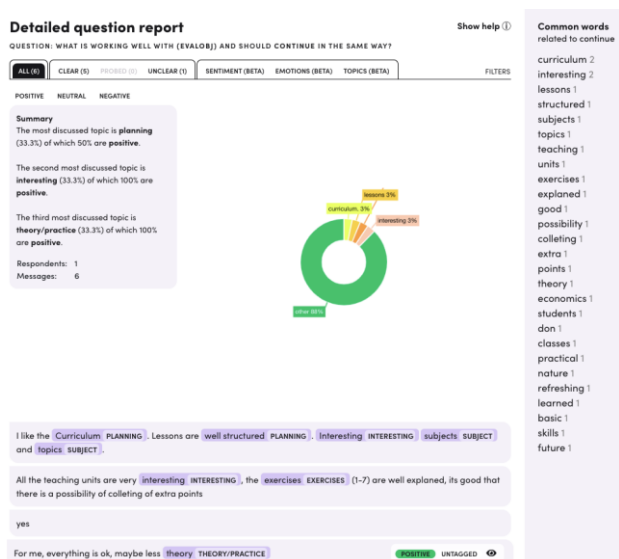 Detailed question report
Show help ⓘ
QUESTION: WHAT IS WORKING WELL WITH (EVALOBJ) AND SHOULD CONTINUE IN THE SAME WAY?
ALL (6) CLEAR (5) PROBED (0) UNCLEAR (1) SENTIMENT (BETA) EMOTIONS (BETA) TOPICS (BETA) FILTERS
POSITIVE NEUTRAL NEGATIVE
Summary
The most discussed topic is planning
(33.3%) of which 50% are positive.
The second most discussed topic is
interesting (33.3%) of which 100% are
positive.
The third most discussed topic is
theory/practice (33.3%) of which 100%
are positive.
Respondents: 1
Messages: 6
lessons 3%
curriculum. 3%
interesting 3%
other 88%
I like the Curriculum PLANNING . Lessons are well structured PLANNING . Interesting INTERESTING subjects SUBJECT
and topics SUBJECT .
All the teaching units are very interesting INTERESTING , the exercises EXERCISES (1-7) are well explaned, its good that
there is a possibility of colleting of extra points
yes
For me, everything is ok, maybe less theory THEORY/PRACTICE
POSITIVE UNTAGGED
Common words
related to continue
curriculum 2
interesting 2
lessons 1
structured 1
subjects 1
topics 1
teaching 1
units 1
exercises 1
explaned 1
good 1
possibility 1
colleting 1
extra 1
points 1
theory 1
economics 1
students 1
don 1
classes 1
practical 1
nature 1
refreshing 1
learned 1
basic 1
skills 1
future 1